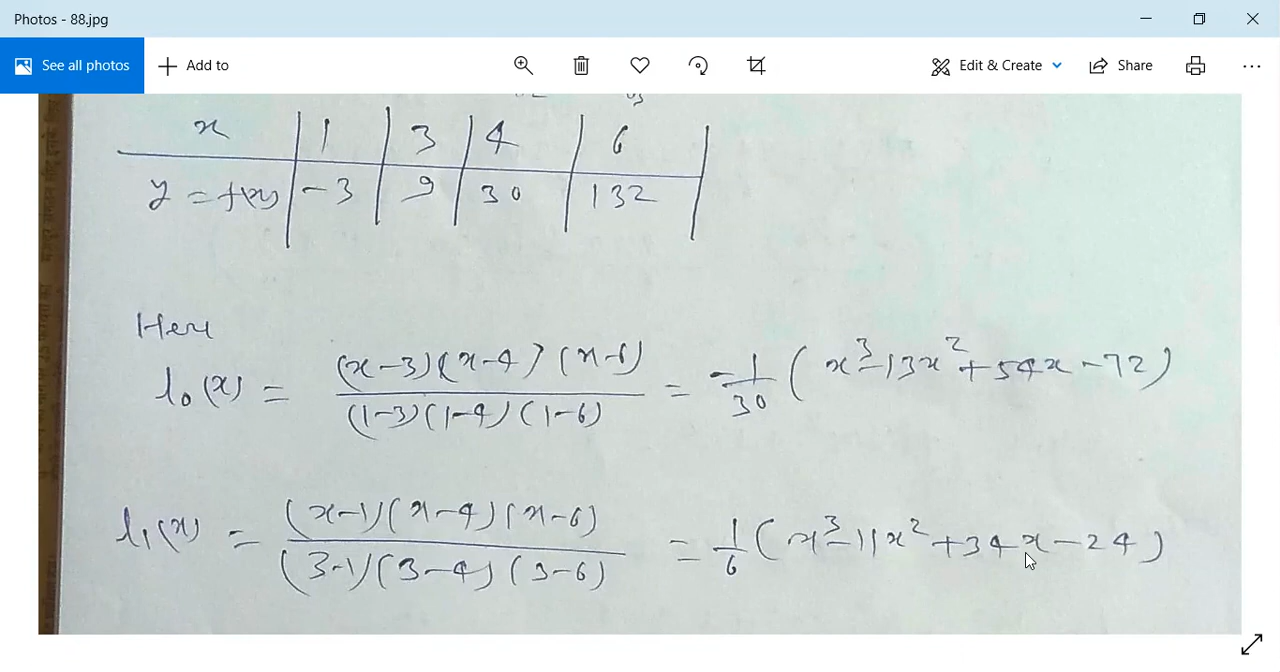 Photos - 88.jpg
See all photos
Add to
Edit & Create
Share
x 1 3 4 6
y = f(x) -3 9 30 132
Here
l₀(x) = (x-3)(x-4)(x-6) / (1-3)(1-4)(1-6) = -1/30 (x³-13x²+54x-72)
l₁(x) = (x-1)(x-4)(x-6) / (3-1)(3-4)(3-6) = 1/6 (x³-11x²+34x-24)